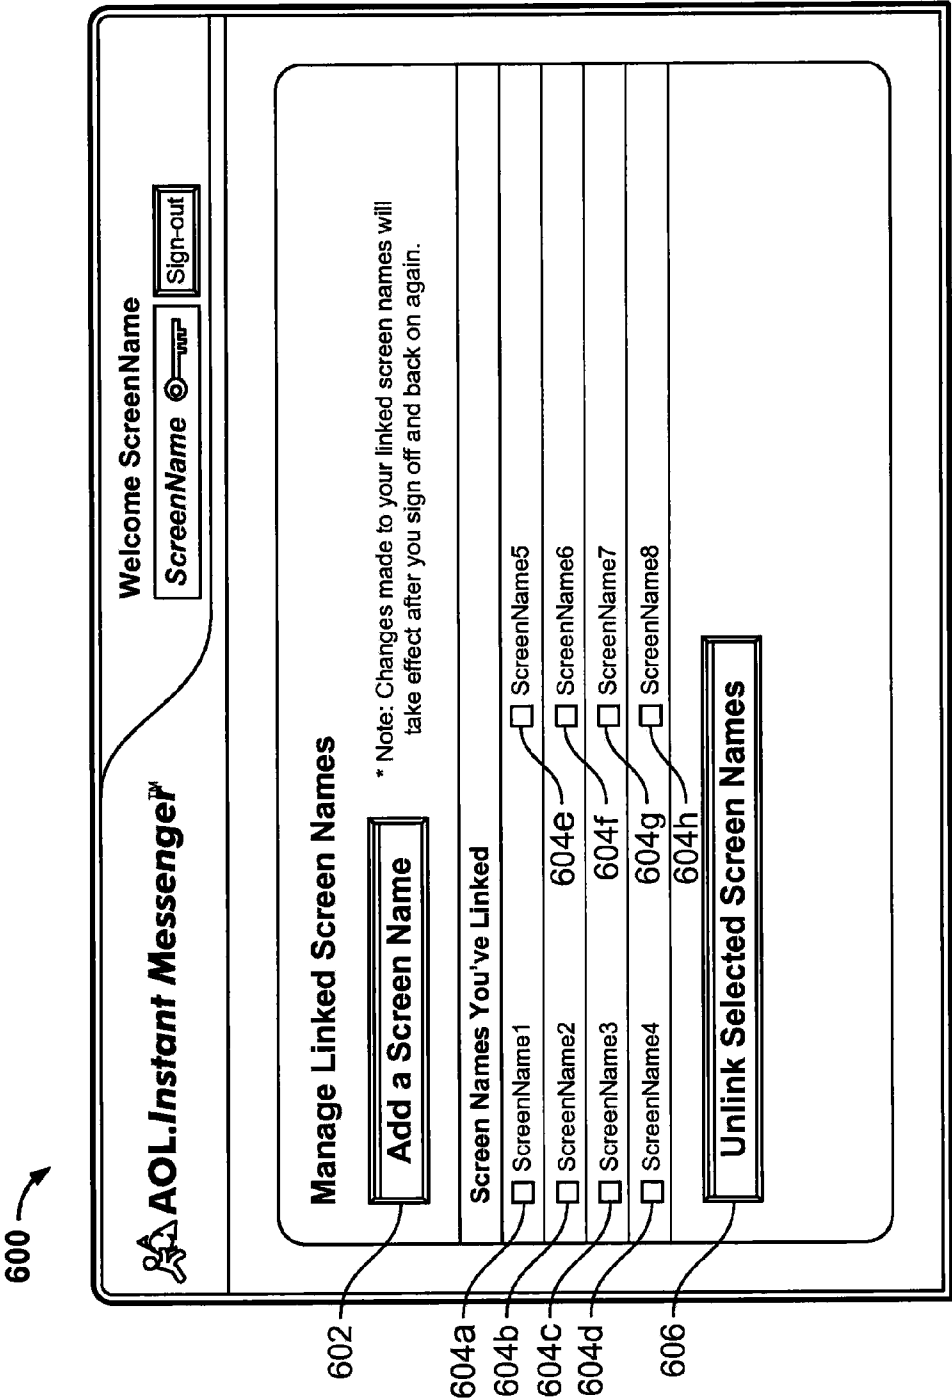 600
AOL.Instant Messenger™
Welcome ScreenName
ScreenName
Sign-out
Manage Linked Screen Names
602
Add a Screen Name
* Note: Changes made to your linked screen names will
take effect after you sign off and back on again.
Screen Names You've Linked
604a
ScreenName1
ScreenName5
604b
ScreenName2
604e
ScreenName6
604c
ScreenName3
604f
ScreenName7
604d
ScreenName4
604g
ScreenName8
604h
606
Unlink Selected Screen Names